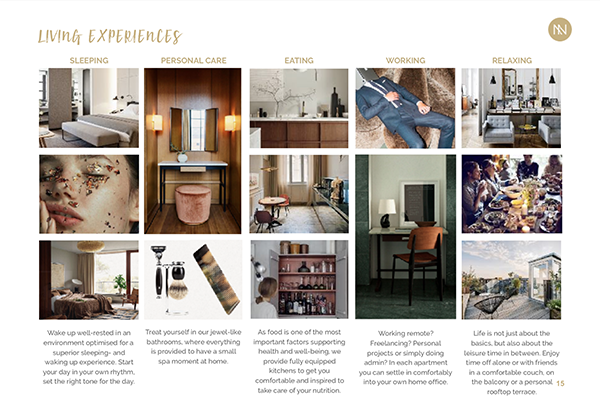 LIVING EXPERIENCES
N
SLEEPING
PERSONAL CARE
EATING
WORKING
RELAXING
Wake up well-rested in an
environment optimised for a
superior sleeping- and
waking up experience. Start
your day in your own rhythm,
set the right tone for the day.
Treat yourself in our jewel-like
bathrooms, where everything
is provided to have a small
spa moment at home.
As food is one of the most
important factors supporting
health and well-being, we
provide fully equipped
kitchens to get you
comfortable and inspired to
take care of your nutrition.
Working remote?
Freelancing? Personal
projects or simply doing
admin? In each apartment
you can settle in comfortably
into your own home office.
Life is not just about the
basics, but also about the
leisure time in between. Enjoy
time off alone or with friends
in a comfortable couch, on
the balcony or a personal
rooftop terrace.
15